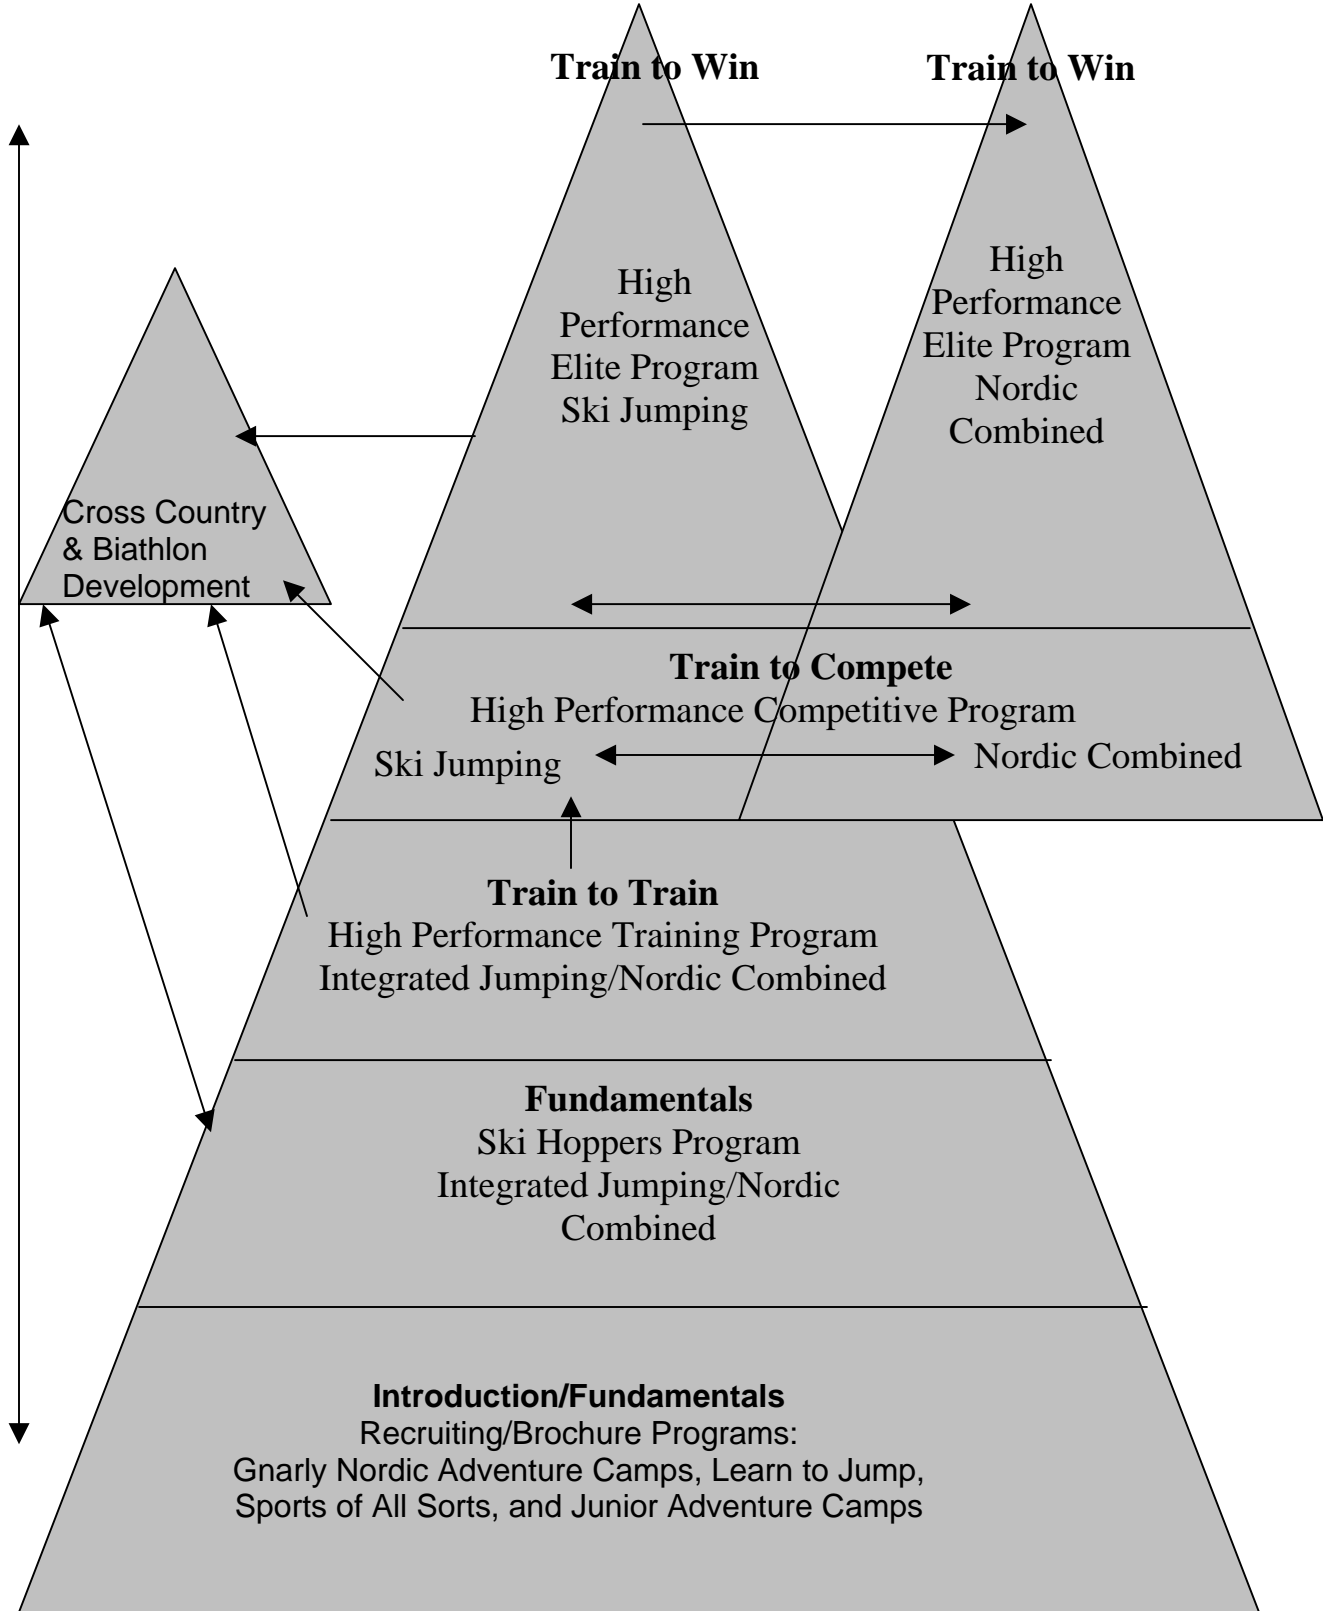 Train to Win
Train to Win
High
Performance
Elite Program
Ski Jumping
High
Performance
Elite Program
Nordic
Combined
Cross Country
& Biathlon
Development
Train to Compete
High Performance Competitive Program
Ski Jumping
Nordic Combined
Train to Train
High Performance Training Program
Integrated Jumping/Nordic Combined
Fundamentals
Ski Hoppers Program
Integrated Jumping/Nordic
Combined
Introduction/Fundamentals
Recruiting/Brochure Programs:
Gnarly Nordic Adventure Camps, Learn to Jump,
Sports of All Sorts, and Junior Adventure Camps